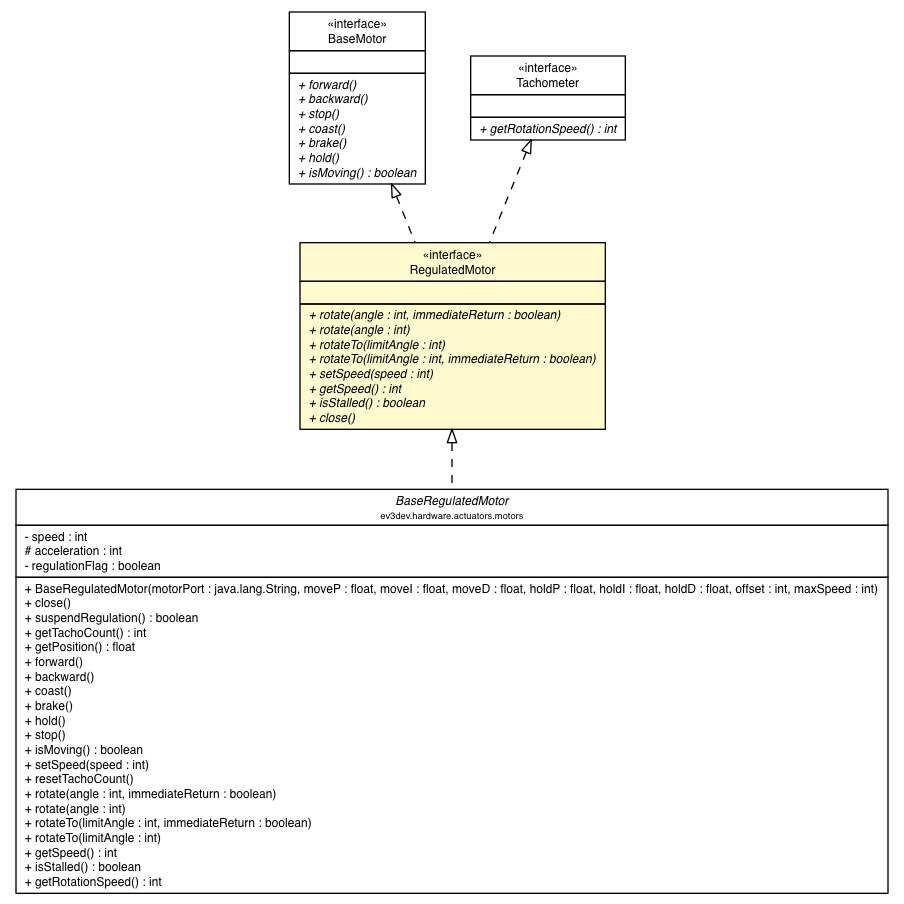 «interface»
BaseMotor
+ forward()
+ backward()
+ stop()
+ coast()
+ brake()
+ hold()
+ isMoving() : boolean
«interface»
Tachometer
+ getRotationSpeed() : int
«interface»
RegulatedMotor
+ rotate(angle : int, immediateReturn : boolean)
+ rotate(angle : int)
+ rotateTo(limitAngle : int)
+ rotateTo(limitAngle : int, immediateReturn : boolean)
+ setSpeed(speed : int)
+ getSpeed() : int
+ isStalled() : boolean
+ close()
BaseRegulatedMotor
ev3dev.hardware.actuators.motors
- speed : int
# acceleration : int
- regulationFlag : boolean
+ BaseRegulatedMotor(motorPort : java.lang.String, moveP : float, moveI : float, moveD : float, holdP : float, holdI : float, holdD : float, offset : int, maxSpeed : int)
+ close()
+ suspendRegulation() : boolean
+ getTachoCount() : int
+ getPosition() : float
+ forward()
+ backward()
+ coast()
+ brake()
+ hold()
+ stop()
+ isMoving() : boolean
+ setSpeed(speed : int)
+ resetTachoCount()
+ rotate(angle : int, immediateReturn : boolean)
+ rotate(angle : int)
+ rotateTo(limitAngle : int, immediateReturn : boolean)
+ rotateTo(limitAngle : int)
+ getSpeed() : int
+ isStalled() : boolean
+ getRotationSpeed() : int